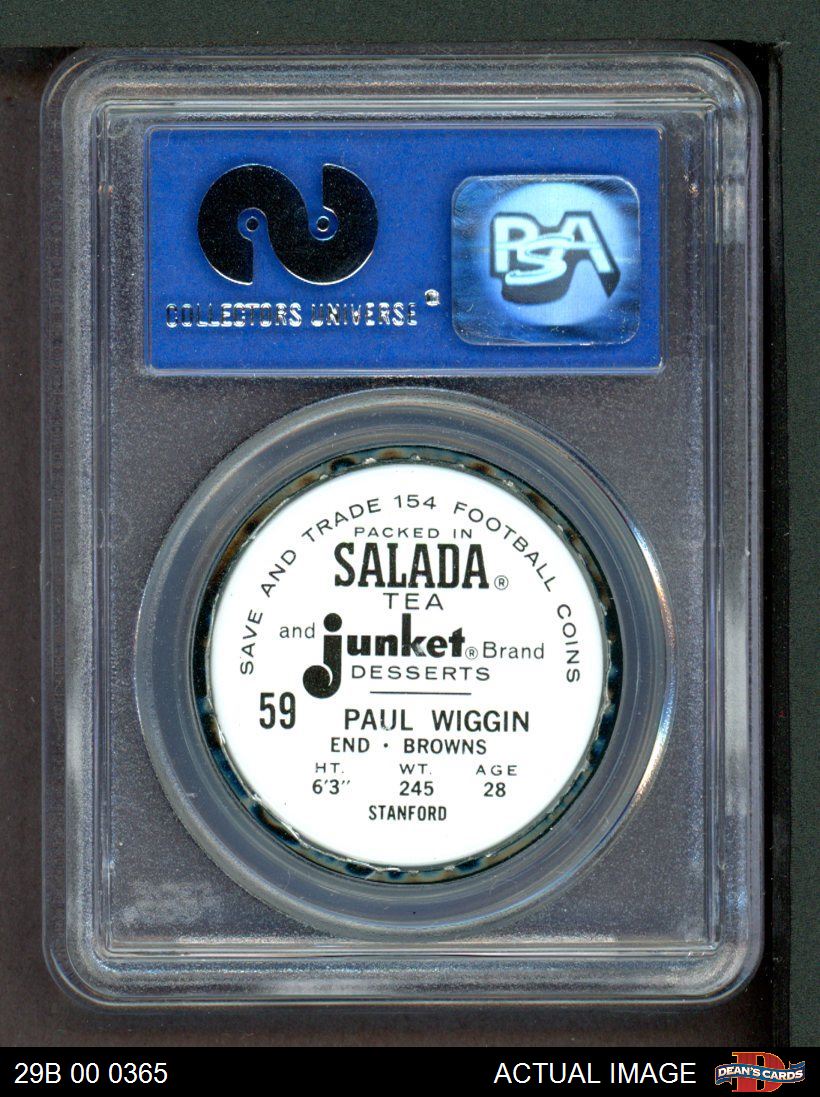 COLLECTORS UNIVERSE®
PSA
SAVE AND TRADE 154 FOOTBALL COINS
PACKED IN
SALADA®
TEA
and junket® Brand
DESSERTS
59 PAUL WIGGIN
END · BROWNS
HT. WT. AGE
6'3" 245 28
STANFORD
29B 00 0365 ACTUAL IMAGE DEAN'S CARDS